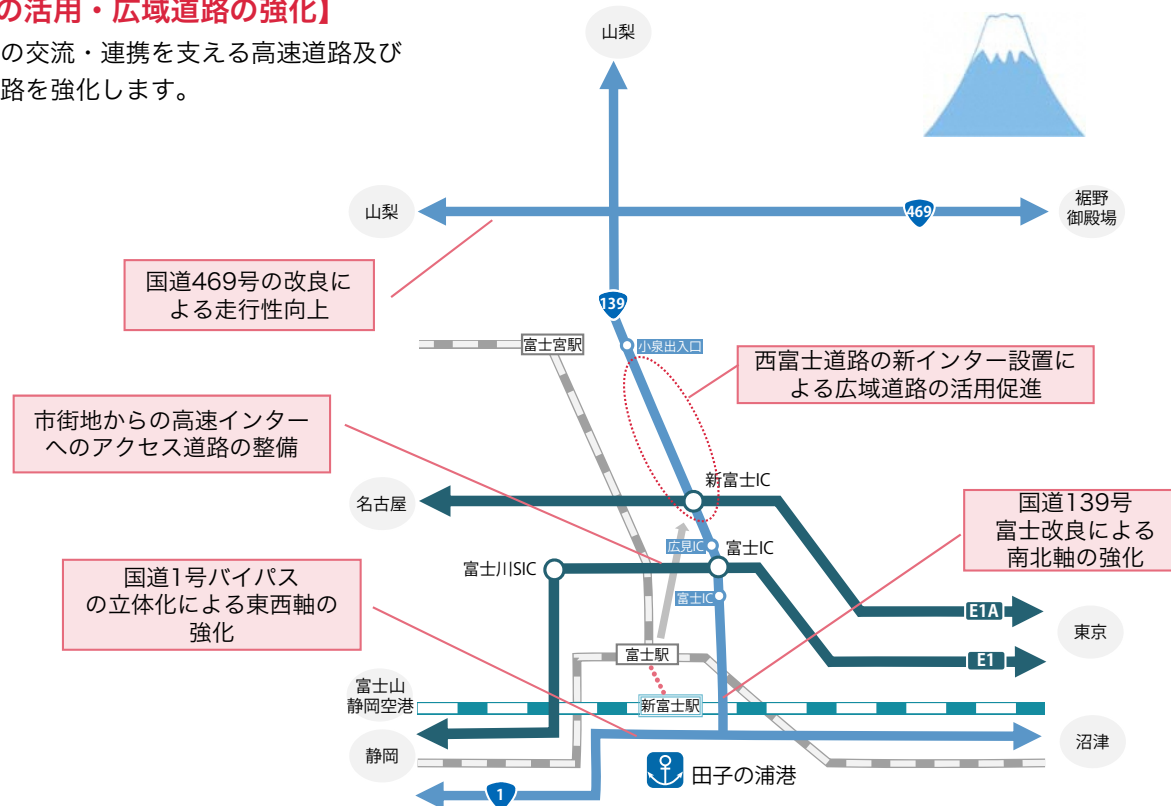 の活用・広域道路の強化】
の交流・連携を支える高速道路及び
路を強化します。
山梨
山梨
469
裾野
御殿場
国道469号の改良に
よる走行性向上
139
富士宮駅
小泉出入口
西富士道路の新インター設置に
よる広域道路の活用促進
市街地からの高速インター
へのアクセス道路の整備
新富士IC
名古屋
国道139号
富士改良による
南北軸の強化
広見IC
富士IC
富士川SIC
国道1号バイパス
の立体化による東西軸の
強化
富士IC
E1A
東京
富士駅
E1
富士山
静岡空港
新富士駅
静岡
沼津
田子の浦港
1